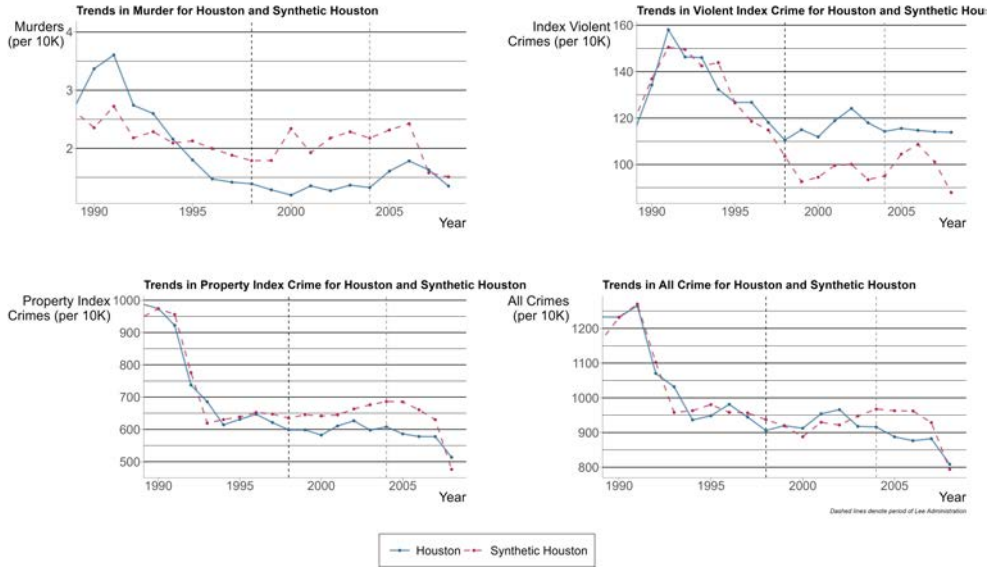 Trends in Murder for Houston and Synthetic Houston
Murders
(per 10K)
4
3
2
1990 1995 2000 2005
Year
Trends in Violent Index Crime for Houston and Synthetic Hous
Index Violent
Crimes (per 10K)
160
140
120
100
1990 1995 2000 2005
Year
Trends in Property Index Crime for Houston and Synthetic Houston
Property Index
Crimes (per 10K)
1000
900
800
700
600
500
1990 1995 2000 2005
Year
Trends in All Crime for Houston and Synthetic Houston
All Crimes
(per 10K)
1200
1100
1000
900
800
1990 1995 2000 2005
Year
Dashed lines denote period of Lee Administration
Houston Synthetic Houston